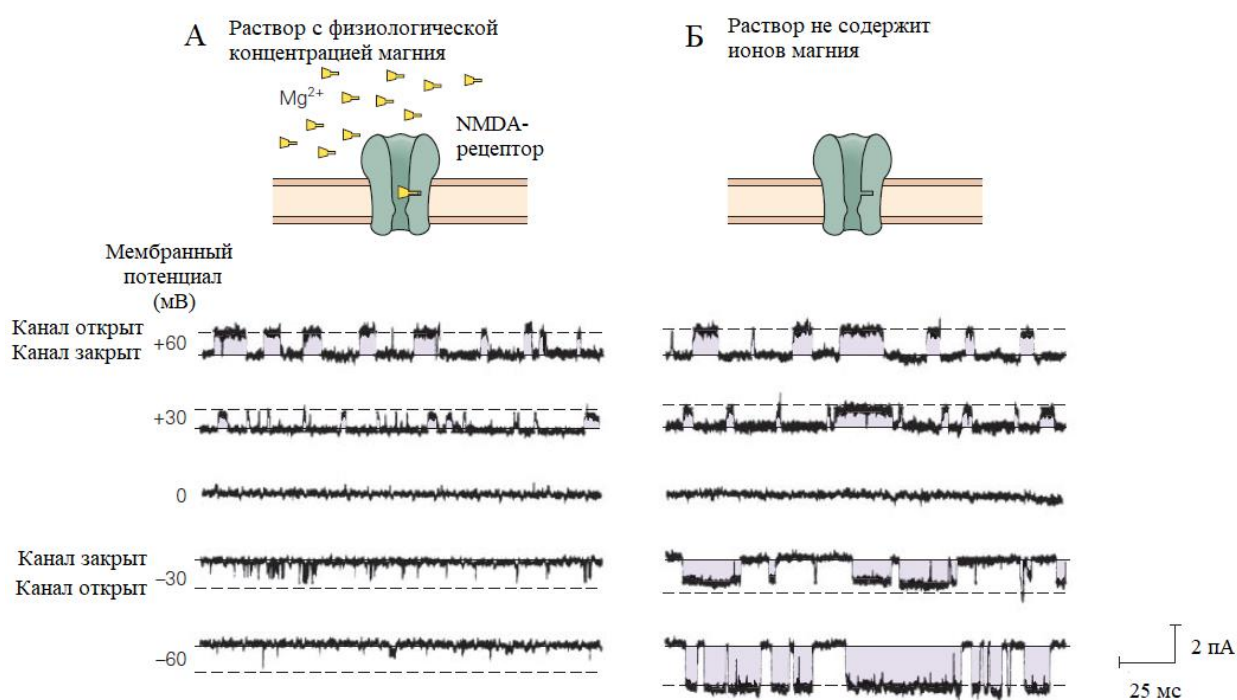 А
Раствор с физиологической
концентрацией магния
Mg²⁺
NMDA-
рецептор
Б
Раствор не содержит
ионов магния
Мембранный
потенциал
(мВ)
Канал открыт
Канал закрыт
+60
+30
0
Канал закрыт
Канал открыт
–30
–60
2 пА
25 мс